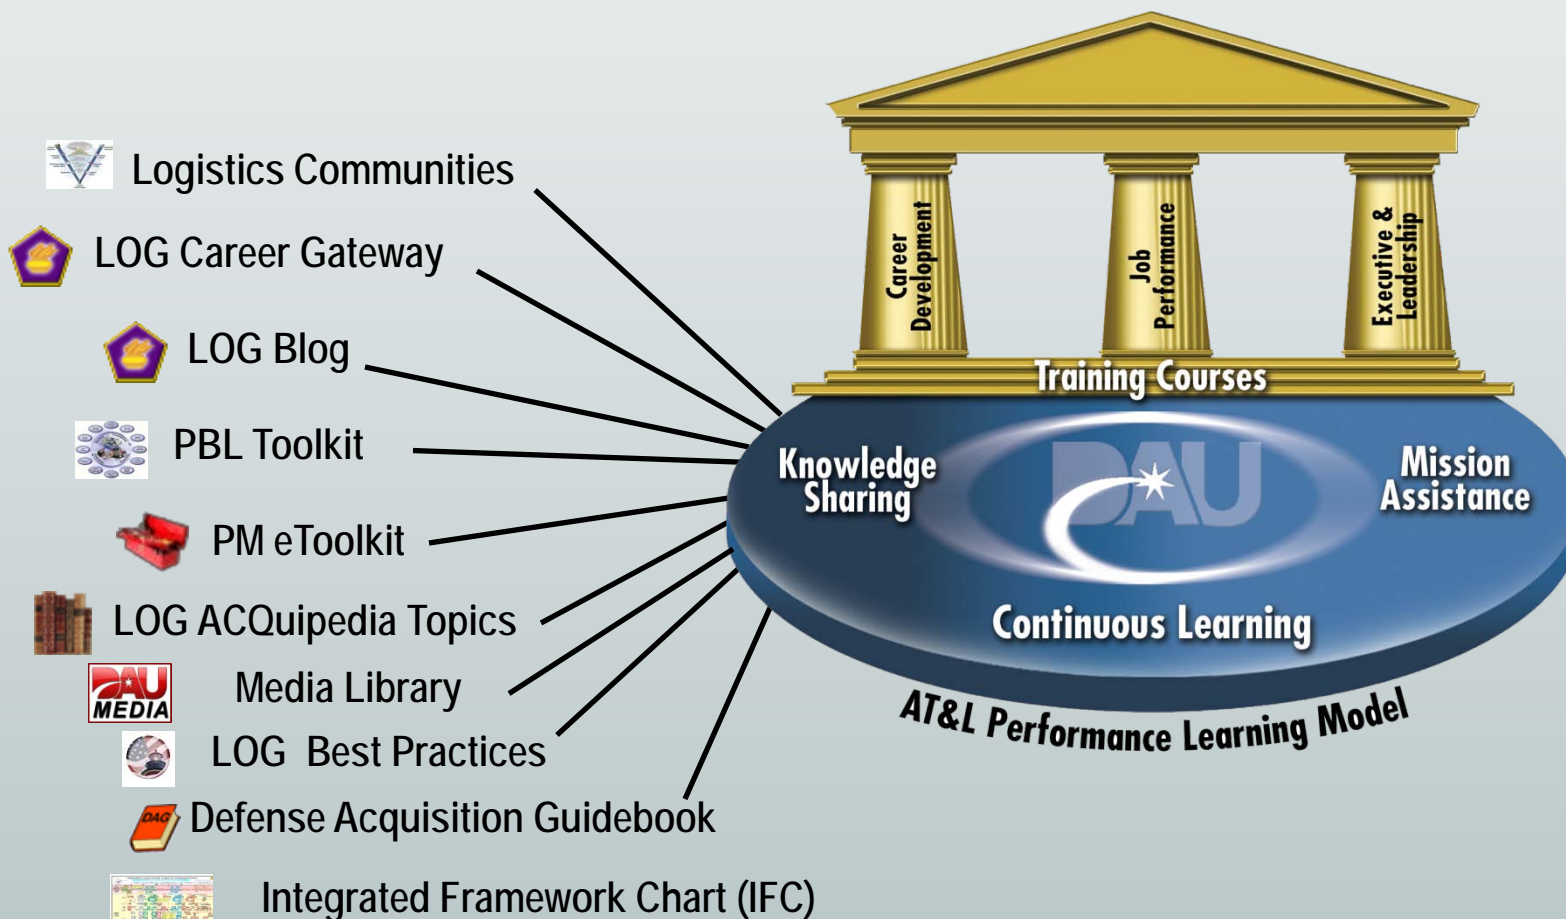 Logistics Communities
LOG Career Gateway
LOG Blog
PBL Toolkit
PM eToolkit
LOG ACQuipedia Topics
DAU
MEDIA
Media Library
LOG Best Practices
DAG
Defense Acquisition Guidebook
Integrated Framework Chart (IFC)
Career
Development
Job
Performance
Executive &
Leadership
Training Courses
Knowledge
Sharing
DAU
Mission
Assistance
Continuous Learning
AT&L Performance Learning Model